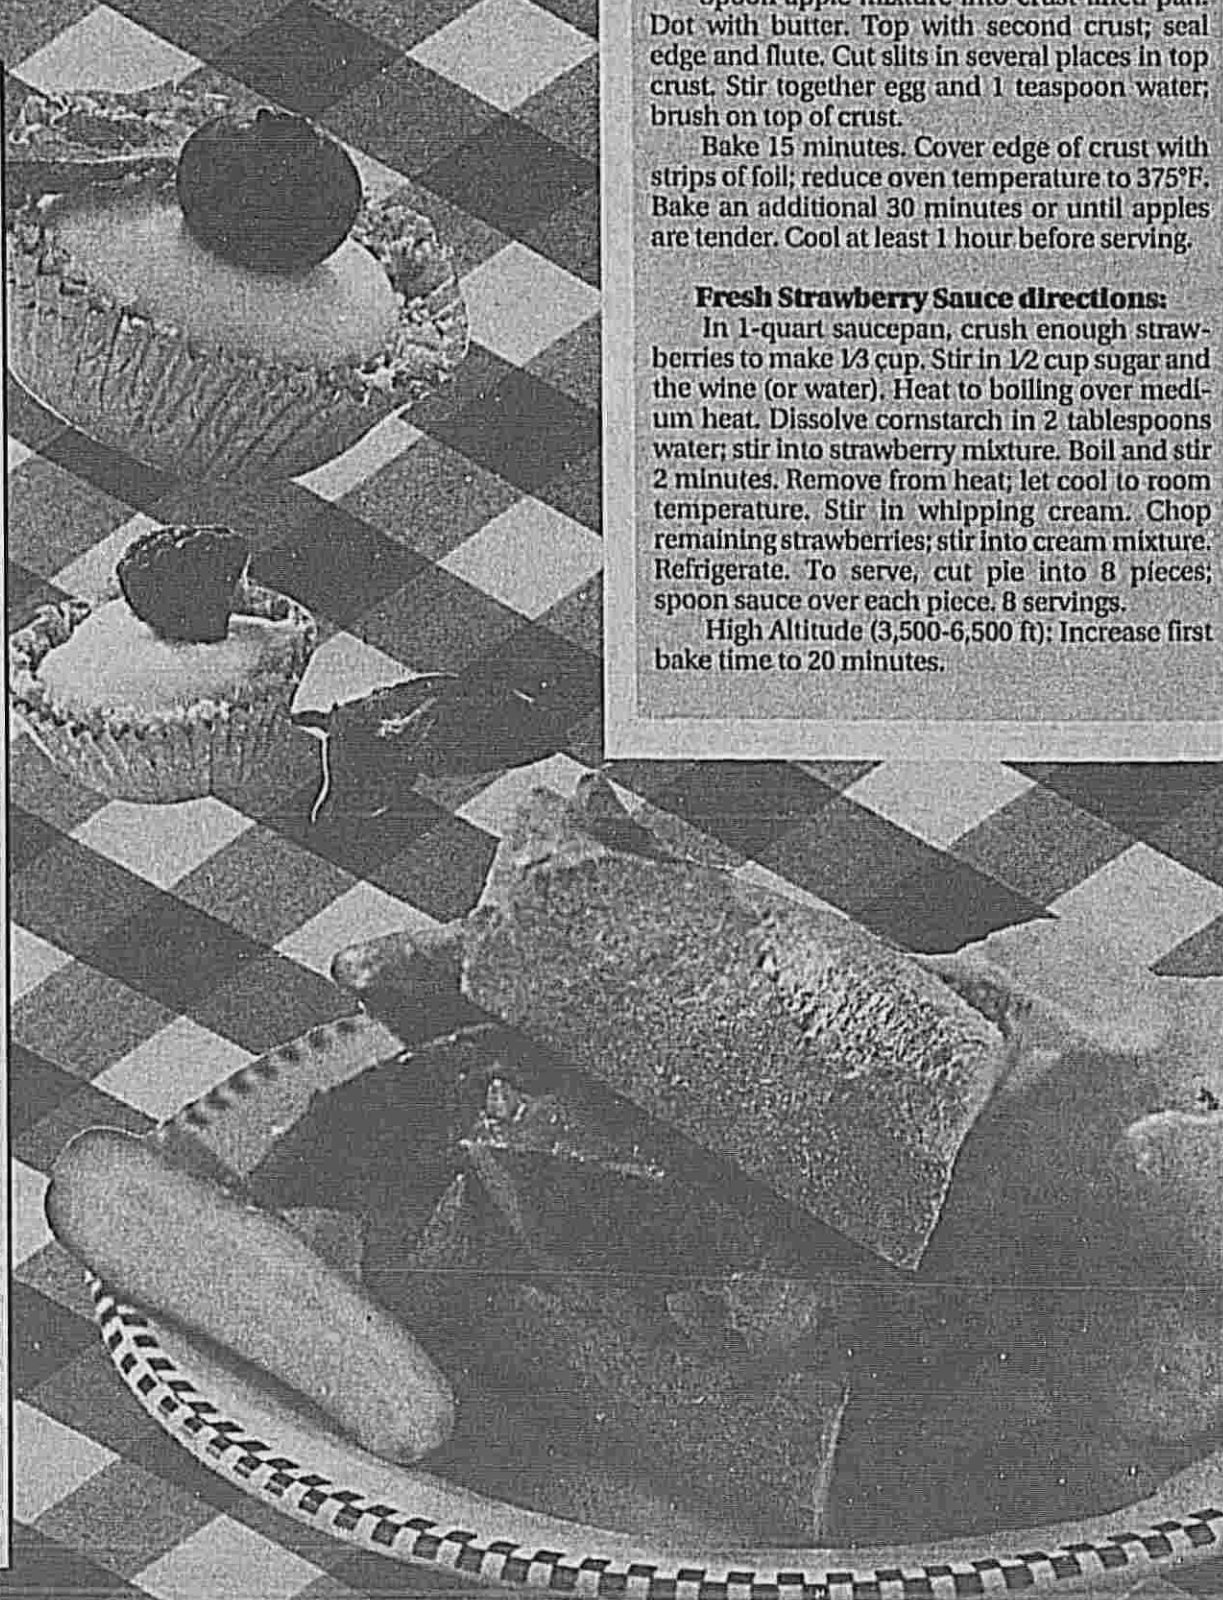 Spoon apple mixture into crust-lined pan.
Dot with butter. Top with second crust; seal
edge and flute. Cut slits in several places in top
crust. Stir together egg and 1 teaspoon water;
brush on top of crust.
Bake 15 minutes. Cover edge of crust with
strips of foil; reduce oven temperature to 375°F.
Bake an additional 30 minutes or until apples
are tender. Cool at least 1 hour before serving.
Fresh Strawberry Sauce directions:
In 1-quart saucepan, crush enough straw-
berries to make 1/3 cup. Stir in 1/2 cup sugar and
the wine (or water). Heat to boiling over medi-
um heat. Dissolve cornstarch in 2 tablespoons
water; stir into strawberry mixture. Boil and stir
2 minutes. Remove from heat; let cool to room
temperature. Stir in whipping cream. Chop
remaining strawberries; stir into cream mixture.
Refrigerate. To serve, cut pie into 8 pieces;
spoon sauce over each piece. 8 servings.
High Altitude (3,500-6,500 ft): Increase first
bake time to 20 minutes.